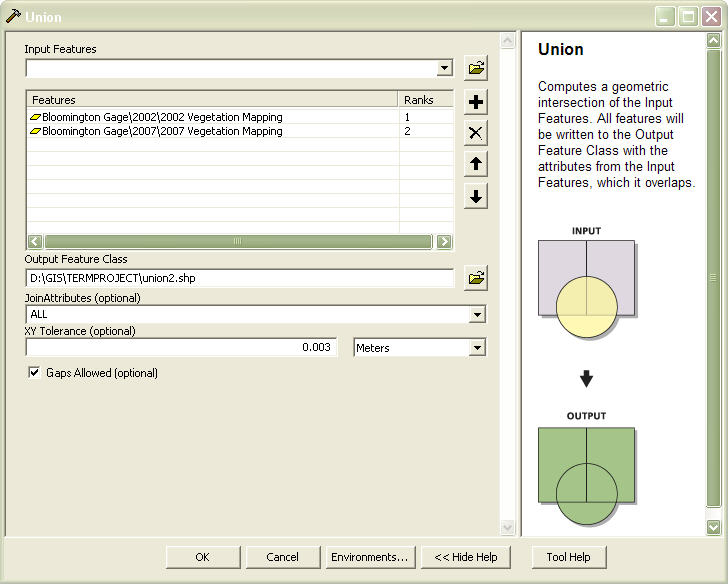 Union
Input Features
Features Ranks
Bloomington Gage\2002\2002 Vegetation Mapping 1
Bloomington Gage\2007\2007 Vegetation Mapping 2
Output Feature Class
D:\GIS\TERMPROJECT\union2.shp
JoinAttributes (optional)
ALL
XY Tolerance (optional)
0.003 Meters
Gaps Allowed (optional)
OK Cancel Environments... << Hide Help Tool Help
Union
Computes a geometric
intersection of the Input
Features. All features will
be written to the Output
Feature Class with the
attributes from the Input
Features, which it overlaps.
INPUT
OUTPUT